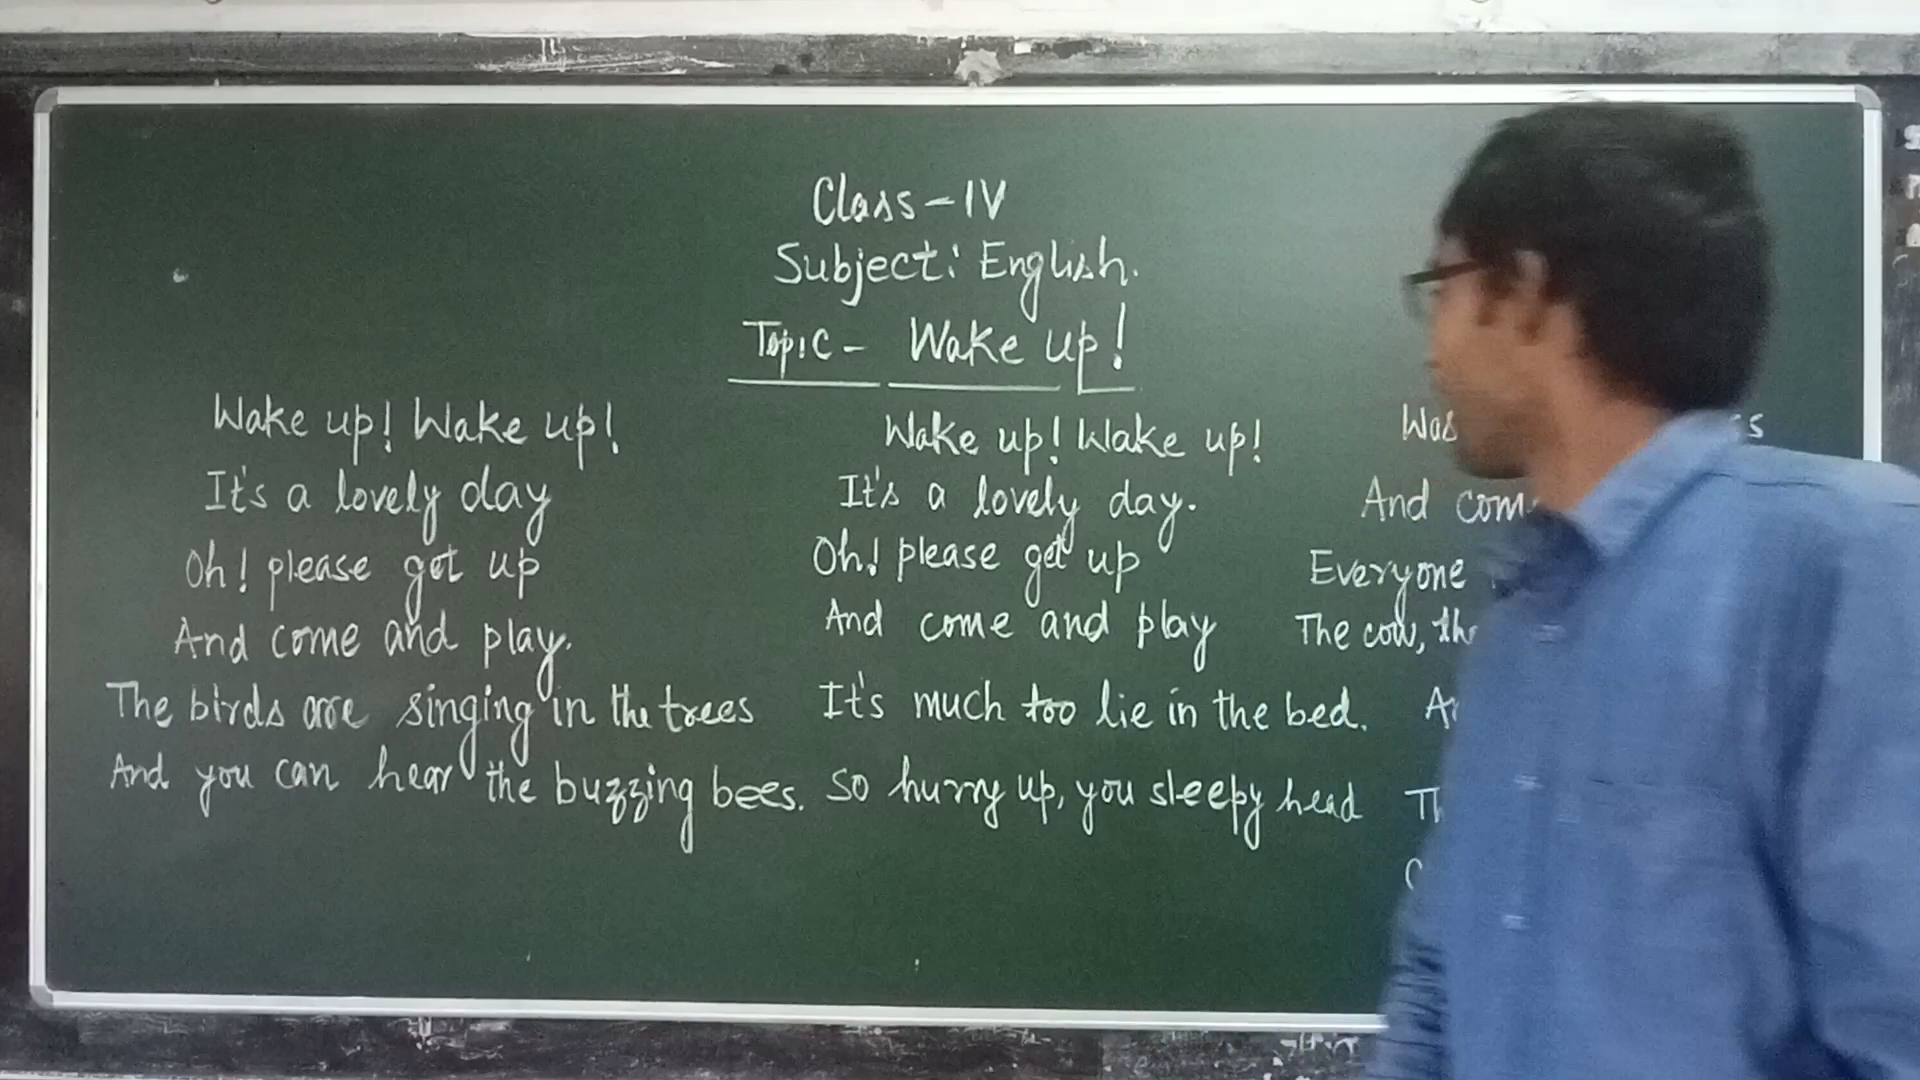 Class - IV
Subject: English.
Topic - Wake up!
Wake up! Wake up!
It's a lovely day
Oh! please get up
And come and play.
The birds are singing in the trees
And you can hear the buzzing bees.
Wake up! Wake up!
It's a lovely day.
Oh! please get up
And come and play
It's much too lie in the bed.
So hurry up, you sleepy head
And
Everyone
The cow,